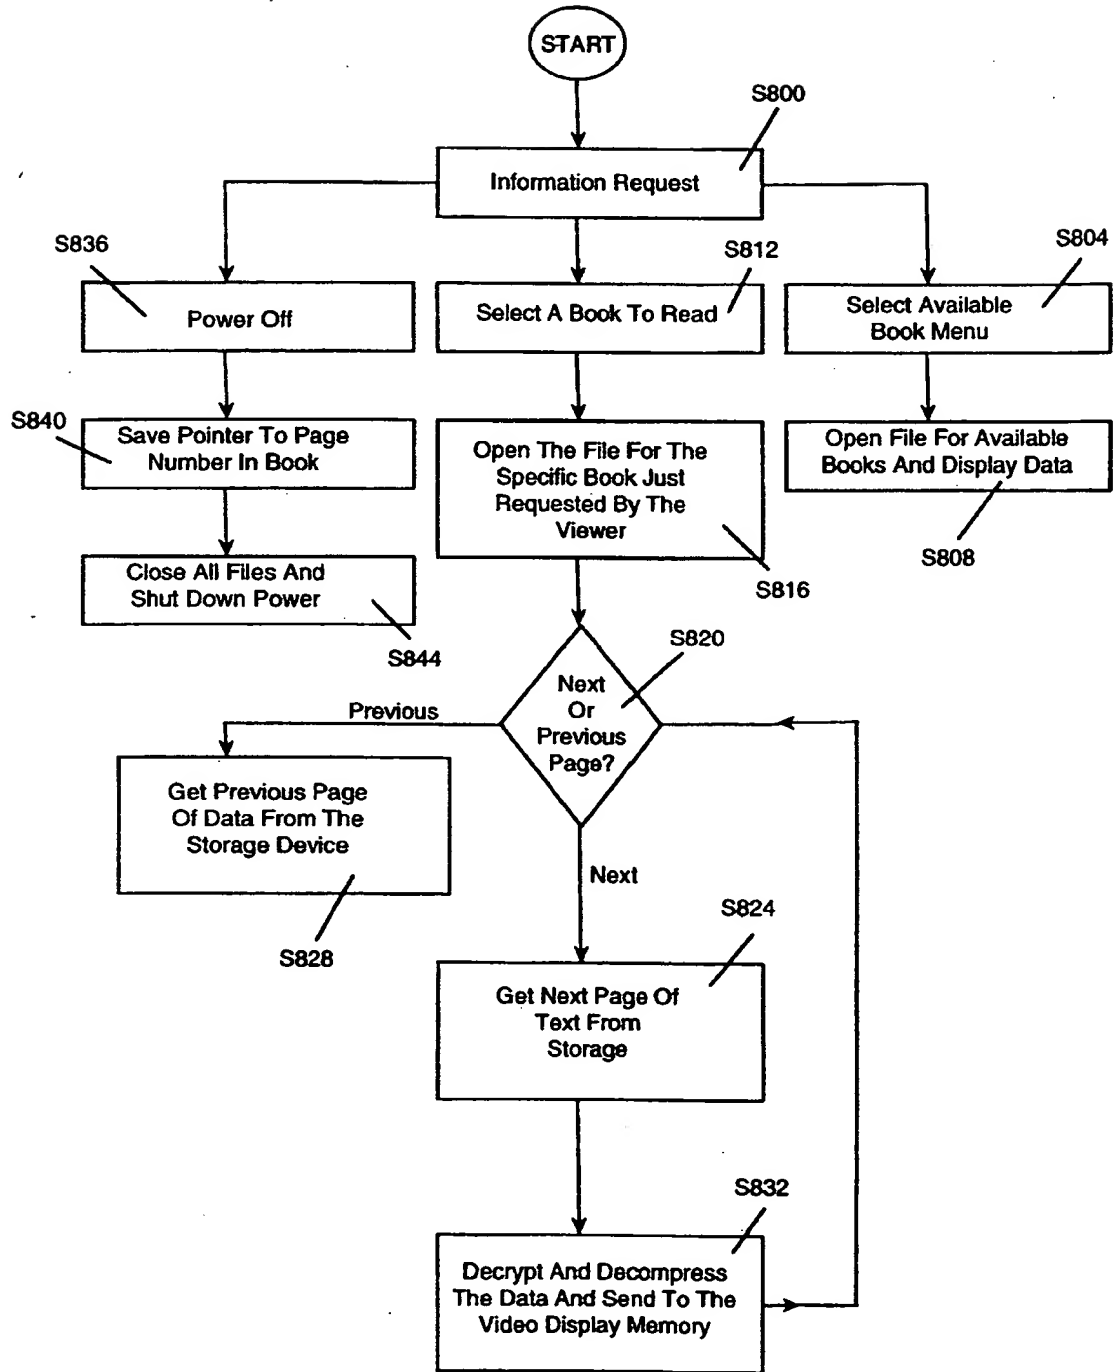 START
S800
Information Request
S836
S812
S804
Power Off
Select A Book To Read
Select Available
Book Menu
S840
Save Pointer To Page
Number In Book
Open The File For The
Specific Book Just
Requested By The
Viewer
Open File For Available
Books And Display Data
S808
Close All Files And
Shut Down Power
S816
S844
S820
Next
Or
Previous
Page?
Previous
Get Previous Page
Of Data From The
Storage Device
Next
S828
S824
Get Next Page Of
Text From
Storage
S832
Decrypt And Decompress
The Data And Send To The
Video Display Memory